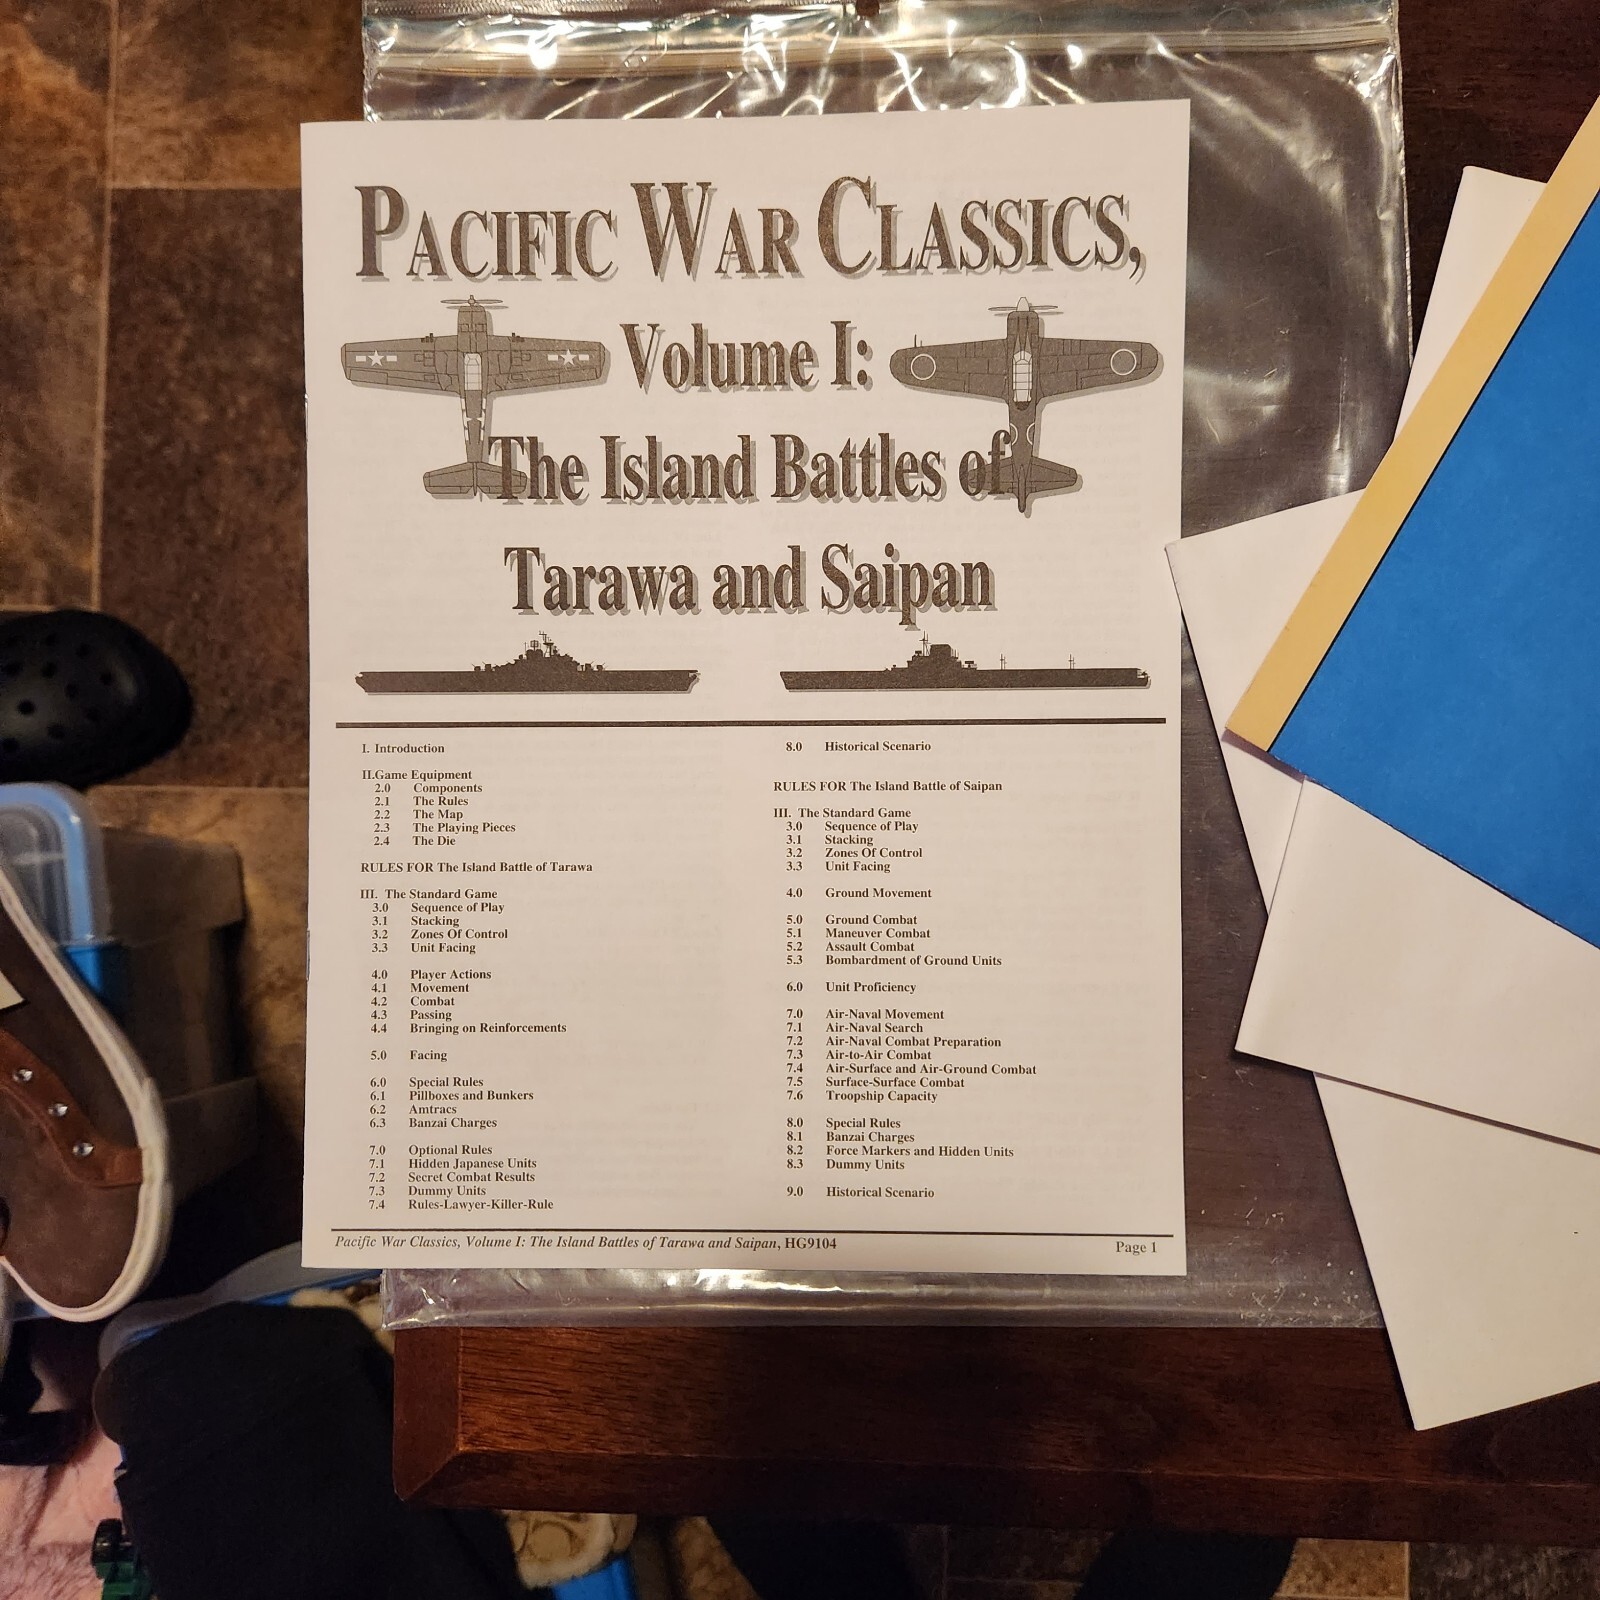 PACIFIC WAR CLASSICS,
Volume I:
The Island Battles of
Tarawa and Saipan
I. Introduction
II.Game Equipment
2.0 Components
2.1 The Rules
2.2 The Map
2.3 The Playing Pieces
2.4 The Die
RULES FOR The Island Battle of Tarawa
III. The Standard Game
3.0 Sequence of Play
3.1 Stacking
3.2 Zones Of Control
3.3 Unit Facing
4.0 Player Actions
4.1 Movement
4.2 Combat
4.3 Passing
4.4 Bringing on Reinforcements
5.0 Facing
6.0 Special Rules
6.1 Pillboxes and Bunkers
6.2 Amtracs
6.3 Banzai Charges
7.0 Optional Rules
7.1 Hidden Japanese Units
7.2 Secret Combat Results
7.3 Dummy Units
7.4 Rules-Lawyer-Killer-Rule
8.0 Historical Scenario
RULES FOR The Island Battle of Saipan
III. The Standard Game
3.0 Sequence of Play
3.1 Stacking
3.2 Zones Of Control
3.3 Unit Facing
4.0 Ground Movement
5.0 Ground Combat
5.1 Maneuver Combat
5.2 Assault Combat
5.3 Bombardment of Ground Units
6.0 Unit Proficiency
7.0 Air-Naval Movement
7.1 Air-Naval Search
7.2 Air-Naval Combat Preparation
7.3 Air-to-Air Combat
7.4 Air-Surface and Air-Ground Combat
7.5 Surface-Surface Combat
7.6 Troopship Capacity
8.0 Special Rules
8.1 Banzai Charges
8.2 Force Markers and Hidden Units
8.3 Dummy Units
9.0 Historical Scenario
Pacific War Classics, Volume I: The Island Battles of Tarawa and Saipan, HG9104
Page 1